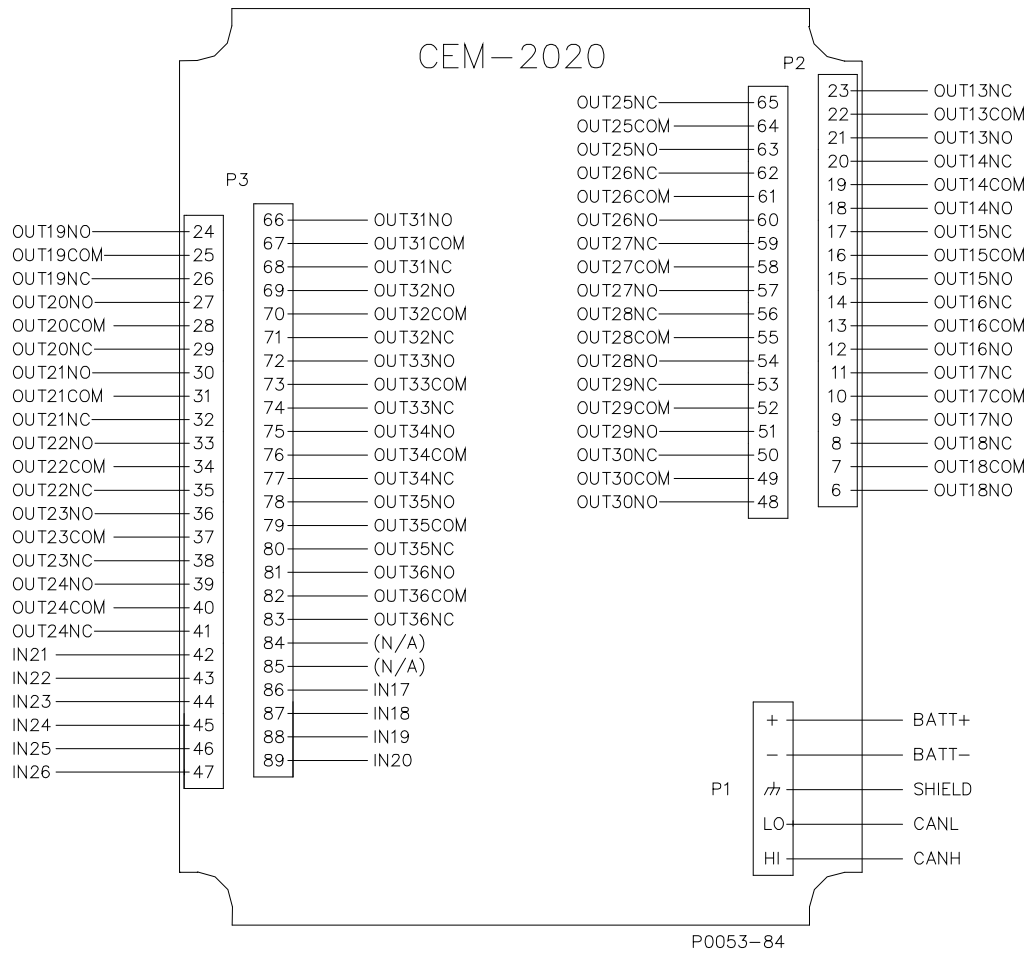 CEM-2020
P2
23 OUT13NC
22 OUT13COM
21 OUT13NO
20 OUT14NC
19 OUT14COM
18 OUT14NO
17 OUT15NC
16 OUT15COM
15 OUT15NO
14 OUT16NC
13 OUT16COM
12 OUT16NO
11 OUT17NC
10 OUT17COM
9 OUT17NO
8 OUT18NC
7 OUT18COM
6 OUT18NO
OUT25NC 65
OUT25COM 64
OUT25NO 63
OUT26NC 62
OUT26COM 61
OUT26NO 60
OUT27NC 59
OUT27COM 58
OUT27NO 57
OUT28NC 56
OUT28COM 55
OUT28NO 54
OUT29NC 53
OUT29COM 52
OUT29NO 51
OUT30NC 50
OUT30COM 49
OUT30NO 48
P3
OUT19NO 24
OUT19COM 25
OUT19NC 26
OUT20NO 27
OUT20COM 28
OUT20NC 29
OUT21NO 30
OUT21COM 31
OUT21NC 32
OUT22NO 33
OUT22COM 34
OUT22NC 35
OUT23NO 36
OUT23COM 37
OUT23NC 38
OUT24NO 39
OUT24COM 40
OUT24NC 41
IN21 42
IN22 43
IN23 44
IN24 45
IN25 46
IN26 47
66 OUT31NO
67 OUT31COM
68 OUT31NC
69 OUT32NO
70 OUT32COM
71 OUT32NC
72 OUT33NO
73 OUT33COM
74 OUT33NC
75 OUT34NO
76 OUT34COM
77 OUT34NC
78 OUT35NO
79 OUT35COM
80 OUT35NC
81 OUT36NO
82 OUT36COM
83 OUT36NC
84 (N/A)
85 (N/A)
86 IN17
87 IN18
88 IN19
89 IN20
P1
+ BATT+
− BATT−
SHIELD
LO CANL
HI CANH
P0053-84